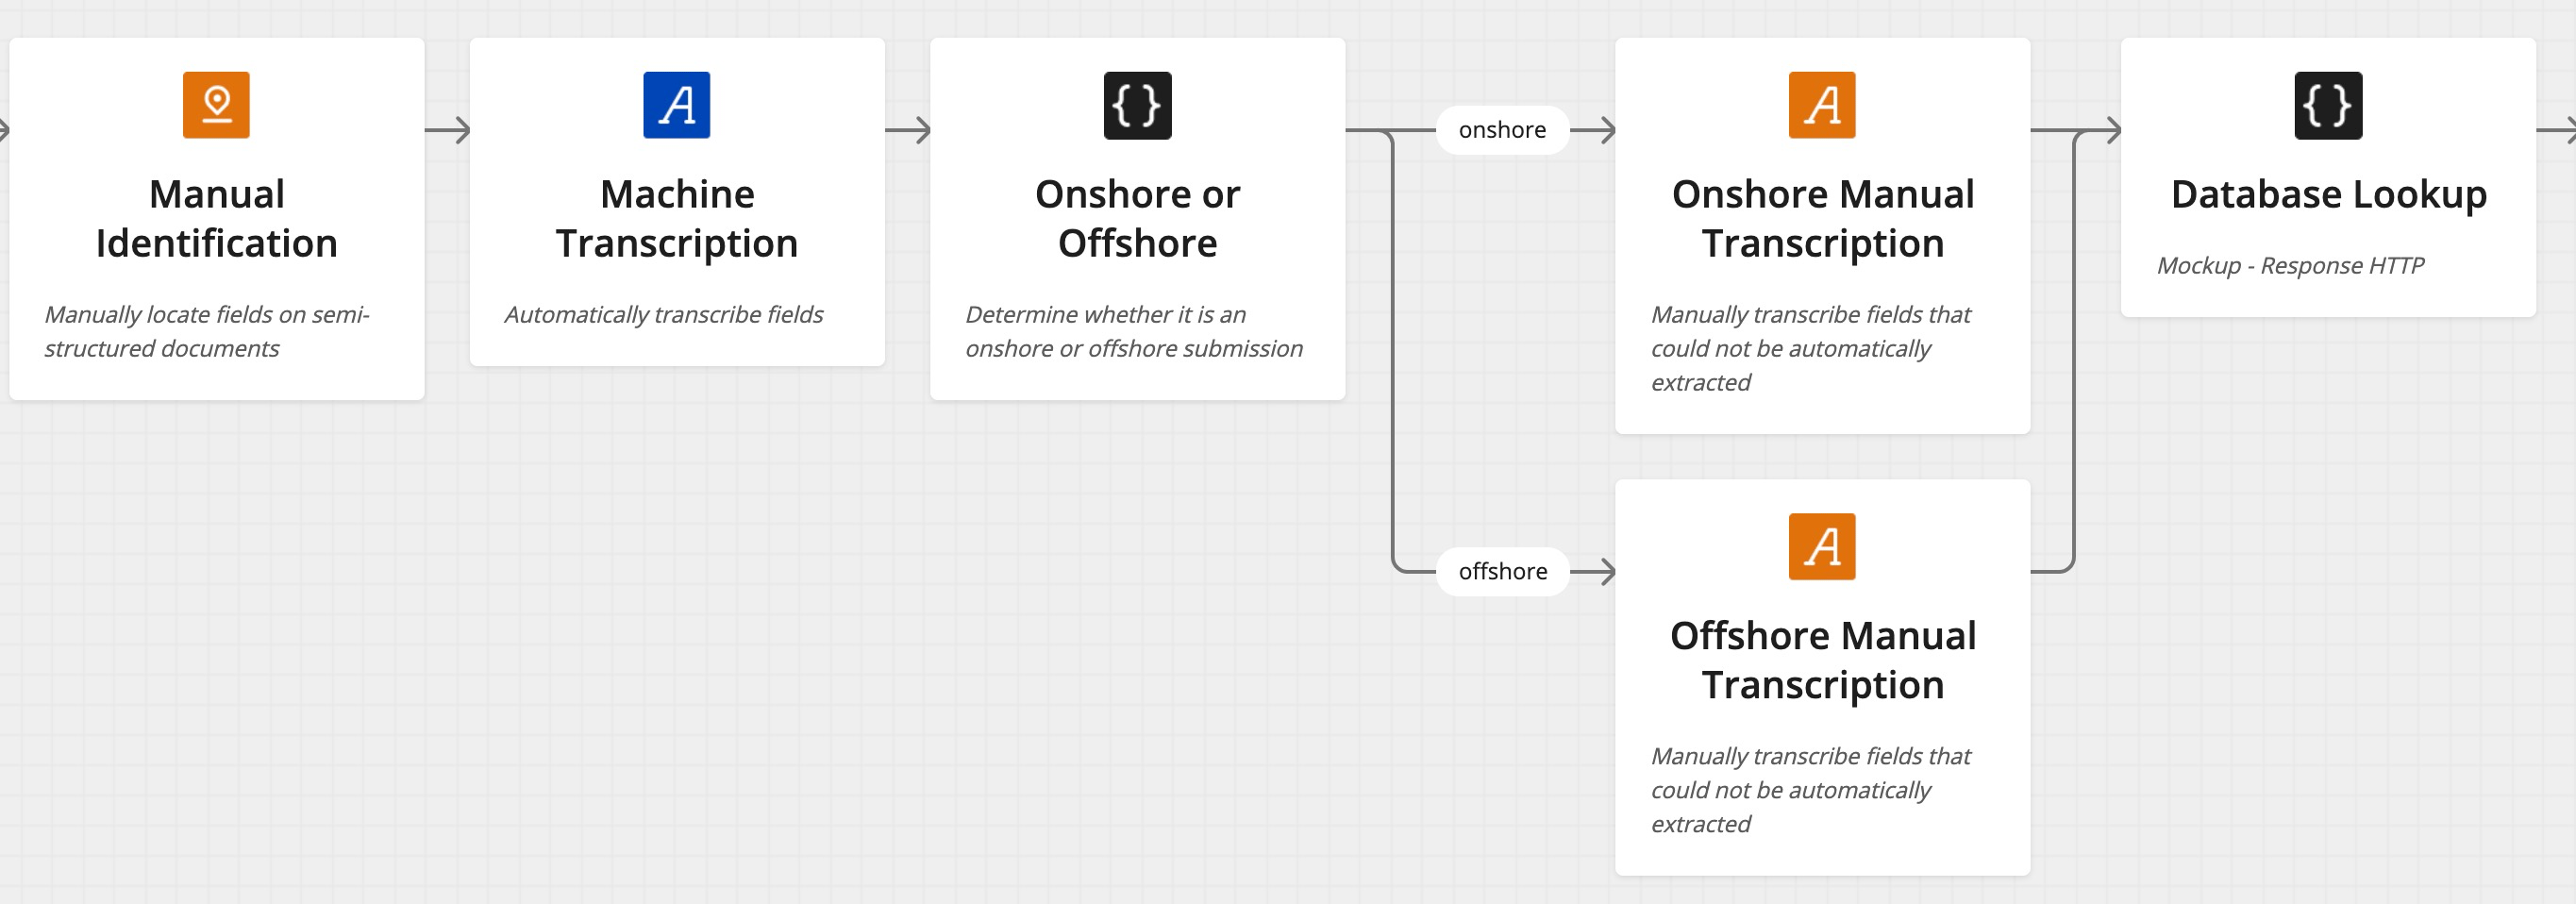 Manual
Identification
Manually locate fields on semi-
structured documents
A
Machine
Transcription
Automatically transcribe fields
{}
Onshore or
Offshore
Determine whether it is an
onshore or offshore submission
onshore
offshore
A
Onshore Manual
Transcription
Manually transcribe fields that
could not be automatically
extracted
A
Offshore Manual
Transcription
Manually transcribe fields that
could not be automatically
extracted
{}
Database Lookup
Mockup - Response HTTP